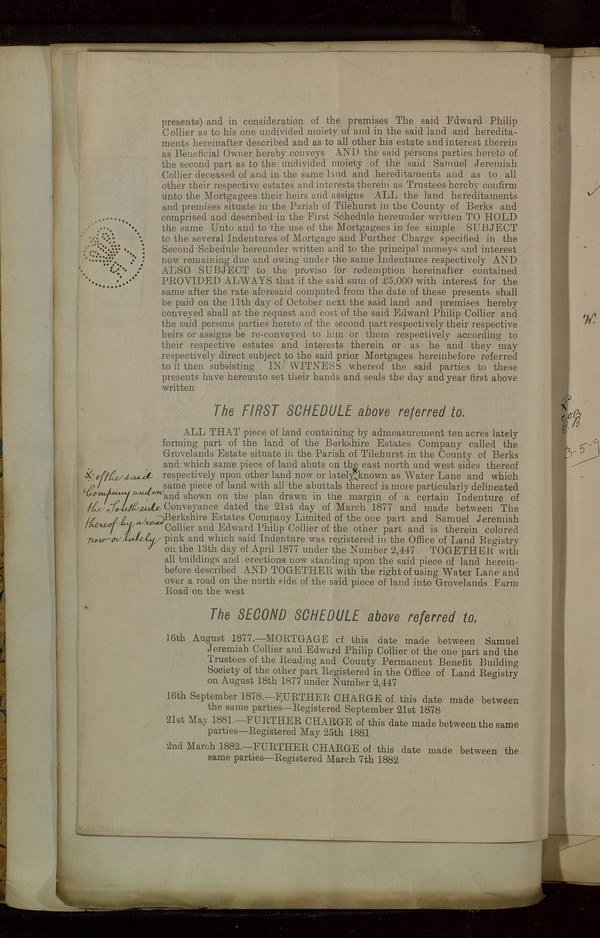 presents) and in consideration of the premises The said Edward Philip
Collier as to his one undivided moiety of and in the said land and heredita-
ments hereinafter described and as to all other his estate and interest therein
as Beneficial Owner hereby conveys AND the said persons parties hereto of
the second part as to the undivided moiety of the said Samuel Jeremiah
Collier deceased of and in the same land and hereditaments and as to all
other their respective estates and interests therein as Trustees hereby confirm
unto the Mortgagees their heirs and assigns ALL the land hereditaments
and premises situate in the Parish of Tilehurst in the County of Berks and
comprised and described in the First Schedule hereunder written TO HOLD
the same Unto and to the use of the Mortgagees in fee simple SUBJECT
to the several Indentures of Mortgage and Further Charge specified in the
Second Schedule hereunder written and to the principal moneys and interest
now remaining due and owing under the same Indentures respectively AND
ALSO SUBJECT to the proviso for redemption hereinafter contained
PROVIDED ALWAYS that if the said sum of £5,000 with interest for the
same after the rate aforesaid computed from the date of these presents shall
be paid on the 11th day of October next the said land and premises hereby
conveyed shall at the request and cost of the said Edward Philip Collier and
the said persons parties hereto of the second part respectively their respective
heirs or assigns be re-conveyed to him or them respectively according to
their respective estates and interests therein or as he and they may
respectively direct subject to the said prior Mortgages hereinbefore referred
to if then subsisting IN WITNESS whereof the said parties to these
presents have hereunto set their hands and seals the day and year first above
written
The FIRST SCHEDULE above referred to.
ALL THAT piece of land containing by admeasurement ten acres lately
forming part of the land of the Berkshire Estates Company called the
Grovelands Estate situate in the Parish of Tilehurst in the County of Berks
and which same piece of land abuts on the east north and west sides thereof
respectively upon other land now or lately x known as Water Lane and which
same piece of land with all the abuttals thereof is more particularly delineated
and shown on the plan drawn in the margin of a certain Indenture of
Conveyance dated the 21st day of March 1877 and made between The
Berkshire Estates Company Limited of the one part and Samuel Jeremiah
Collier and Edward Philip Collier of the other part and is therein colored
pink and which said Indenture was registered in the Office of Land Registry
on the 13th day of April 1877 under the Number 2,447 TOGETHER with
all buildings and erections now standing upon the said piece of land herein-
before described AND TOGETHER with the right of using Water Lane and
over a road on the north side of the said piece of land into Grovelands Farm
Road on the west
x of the said
Company and on
the South side
thereof by a road
now or lately
The SECOND SCHEDULE above referred to.
16th August 1877.—MORTGAGE of this date made between Samuel
Jeremiah Collier and Edward Philip Collier of the one part and the
Trustees of the Reading and County Permanent Benefit Building
Society of the other part Registered in the Office of Land Registry
on August 18th 1877 under Number 2,447
16th September 1878.—FURTHER CHARGE of this date made between
the same parties—Registered September 21st 1878
21st May 1881.—FURTHER CHARGE of this date made between the same
parties—Registered May 25th 1881
2nd March 1882.—FURTHER CHARGE of this date made between the
same parties—Registered March 7th 1882
W.
3-5-9